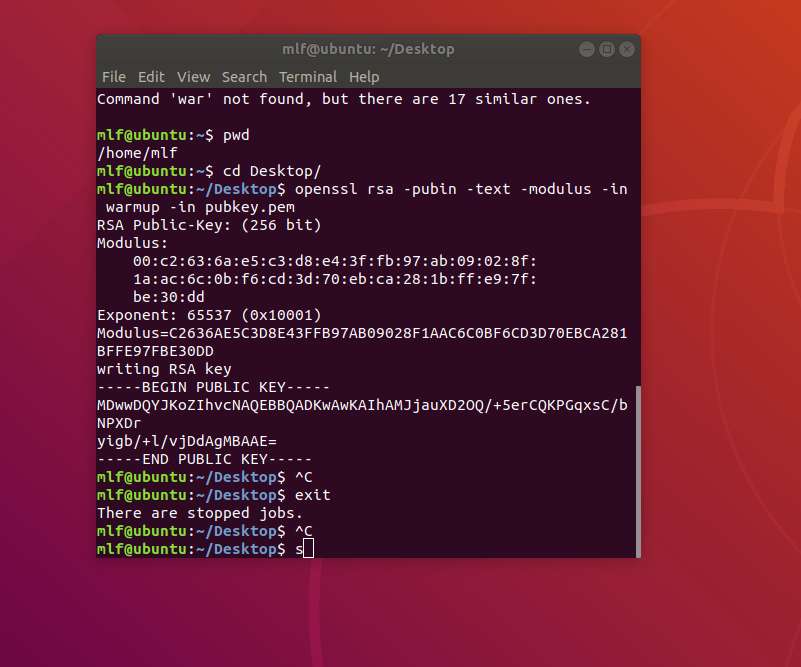 mlf@ubuntu: ~/Desktop
File Edit View Search Terminal Help
Command 'war' not found, but there are 17 similar ones.
mlf@ubuntu:~$ pwd
/home/mlf
mlf@ubuntu:~$ cd Desktop/
mlf@ubuntu:~/Desktop$ openssl rsa -pubin -text -modulus -in
warmup -in pubkey.pem
RSA Public-Key: (256 bit)
Modulus:
00:c2:63:6a:e5:c3:d8:e4:3f:fb:97:ab:09:02:8f:
1a:ac:6c:0b:f6:cd:3d:70:eb:ca:28:1b:ff:e9:7f:
be:30:dd
Exponent: 65537 (0x10001)
Modulus=C2636AE5C3D8E43FFB97AB09028F1AAC6C0BF6CD3D70EBCA281
BFFE97FBE30DD
writing RSA key
-----BEGIN PUBLIC KEY-----
MDwwDQYJKoZIhvcNAQEBBQADKwAwKAIhAMJjauXD2OQ/+5erCQKPGqxsC/b
NPXDr
yigb/+l/vjDdAgMBAAE=
-----END PUBLIC KEY-----
mlf@ubuntu:~/Desktop$ ^C
mlf@ubuntu:~/Desktop$ exit
There are stopped jobs.
mlf@ubuntu:~/Desktop$ ^C
mlf@ubuntu:~/Desktop$ s